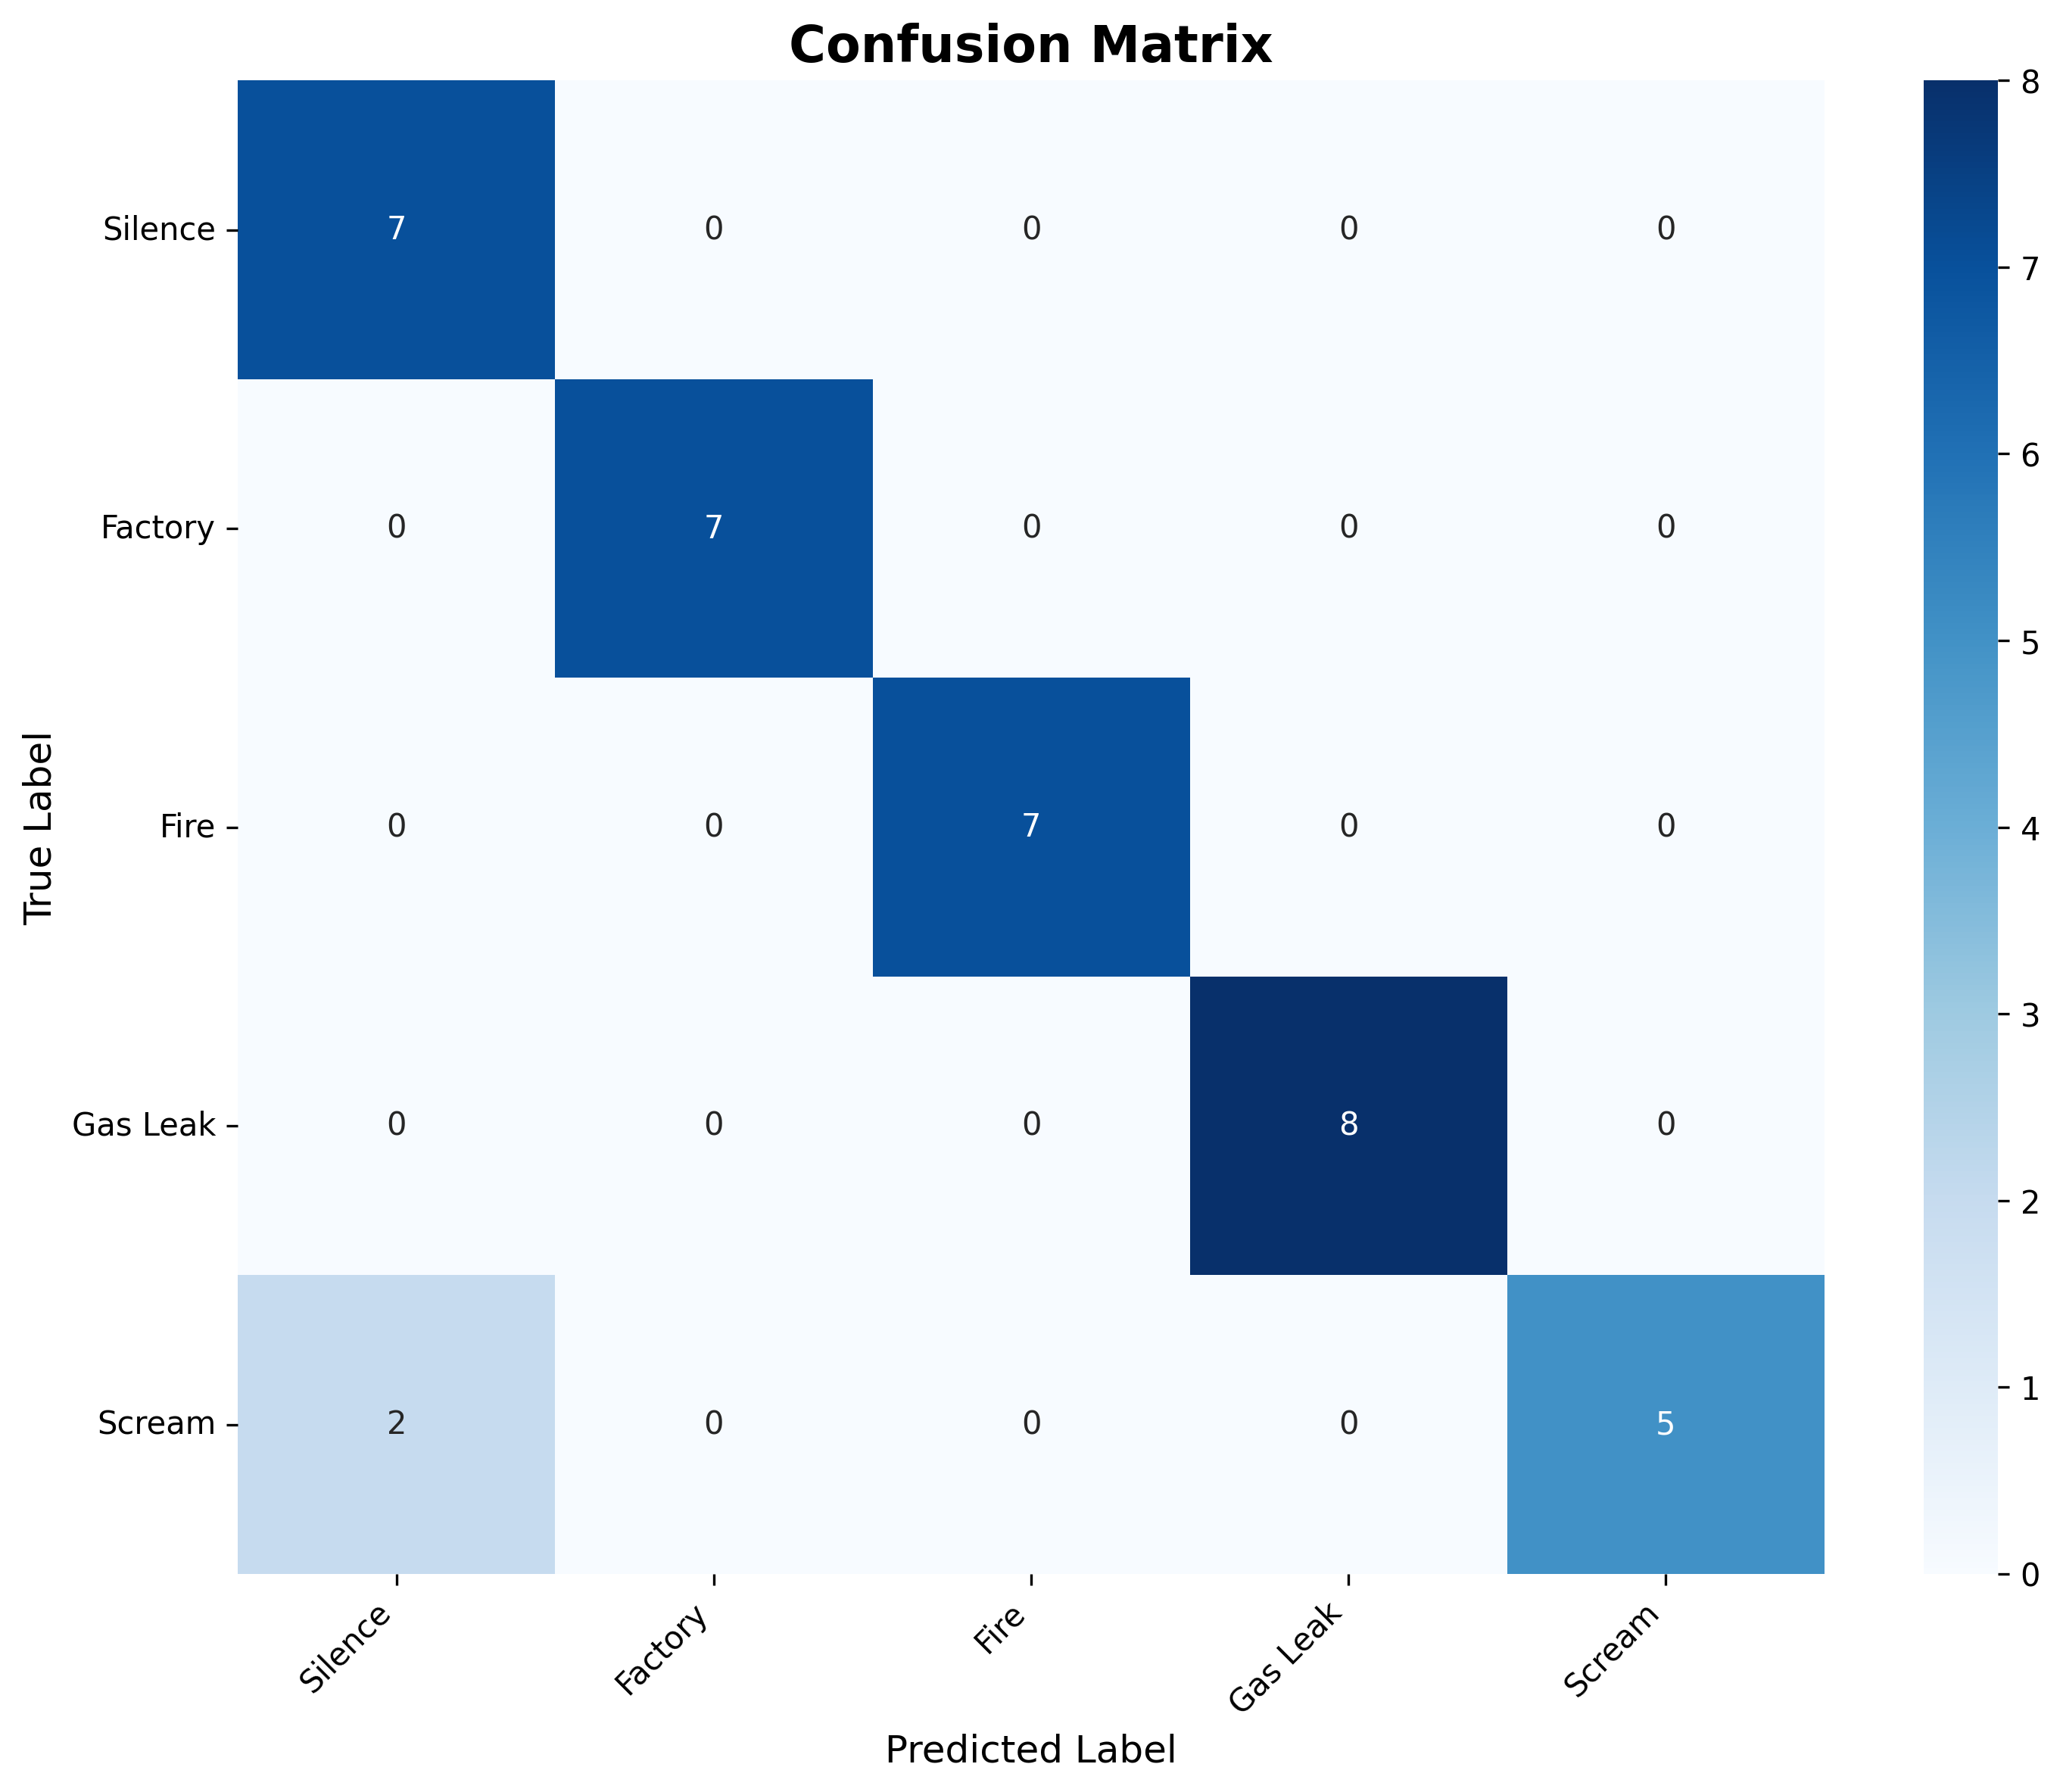 Confusion Matrix
True Label
Silence 7 0 0 0 0
Factory 0 7 0 0 0
Fire 0 0 7 0 0
Gas Leak 0 0 0 8 0
Scream 2 0 0 0 5
Silence Factory Fire Gas Leak Scream
Predicted Label
8
7
6
5
4
3
2
1
0